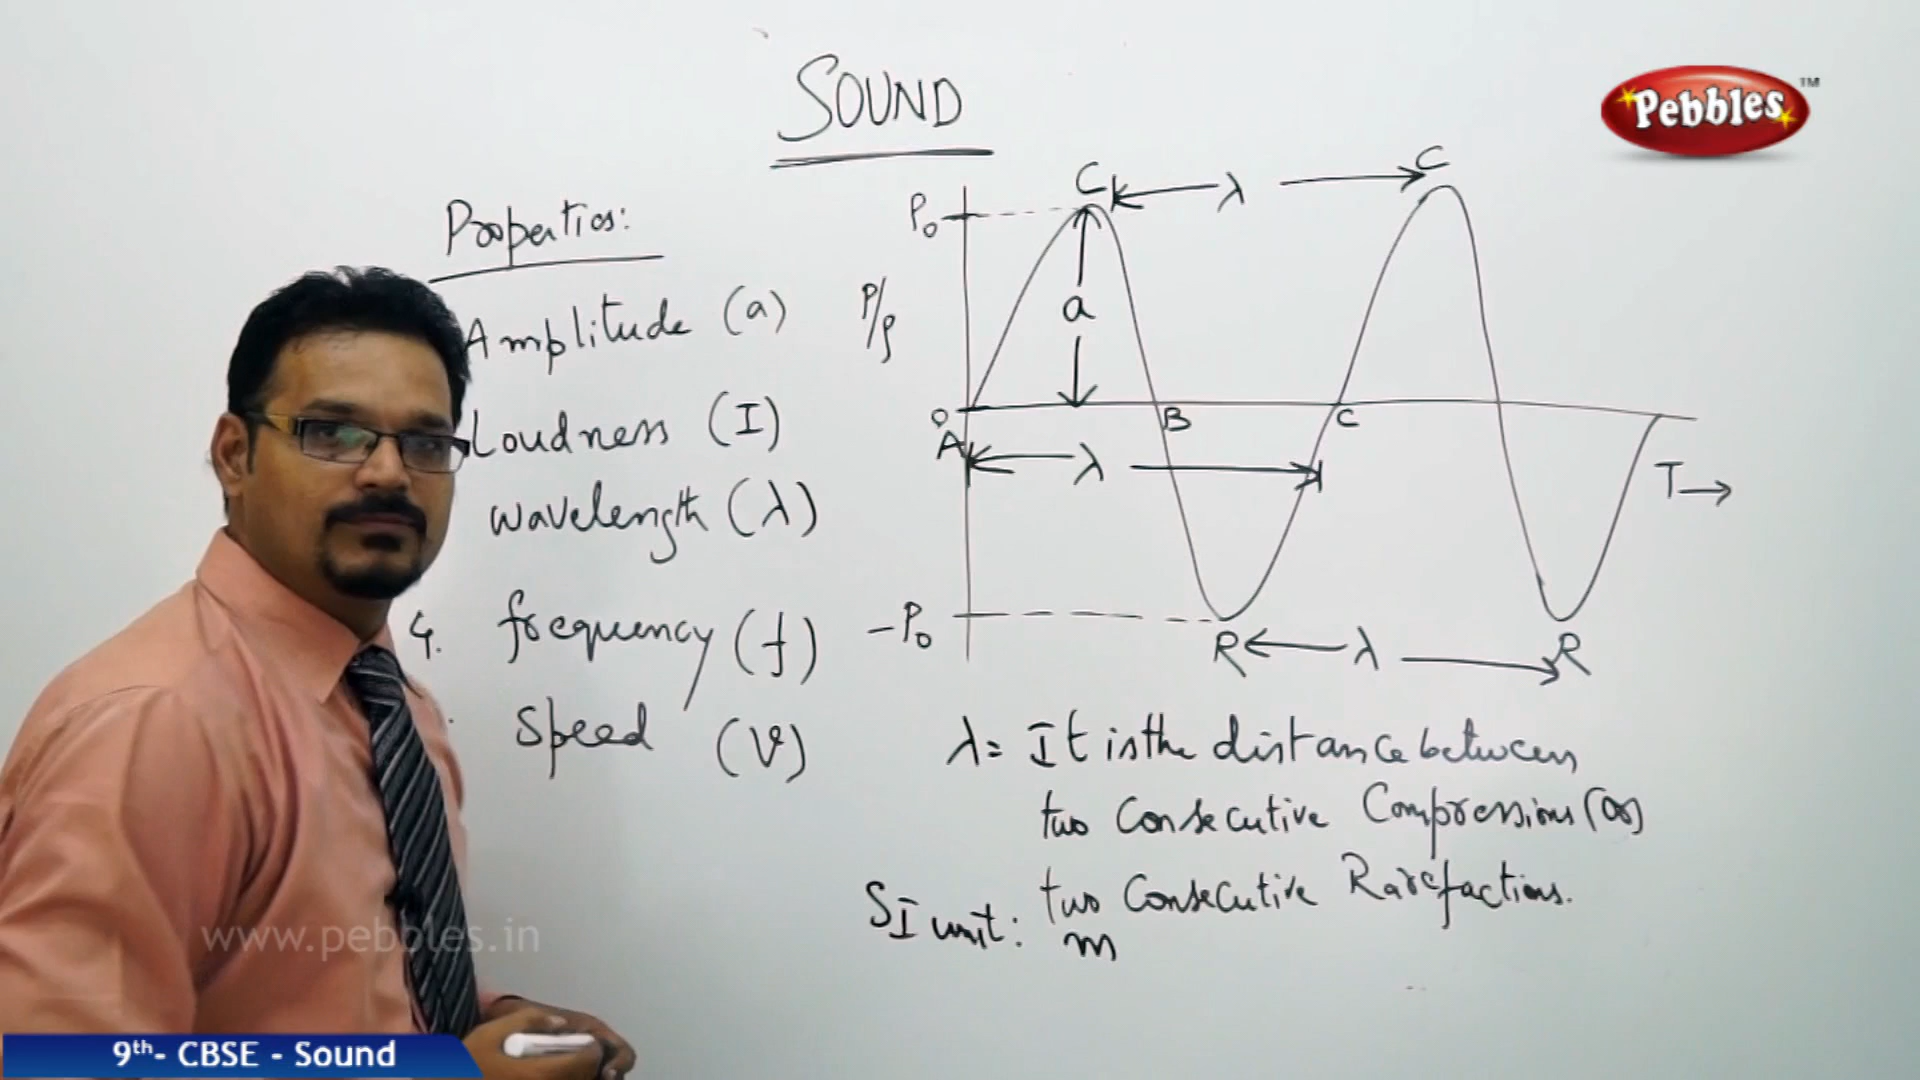 SOUND
Pebbles TM
Properties:
Amplitude (a)
Loudness (I)
Wavelength (λ)
4. frequency (f)
Speed (V)
P₀
P/ρ
C
λ
C
a
O
A
B
C
λ
T →
-P₀
R
λ
R
λ = It is the distance between
two Consecutive Compressions (or)
two Consecutive Rarefactions.
SI unit: m
www.pebbles.in
9th- CBSE - Sound